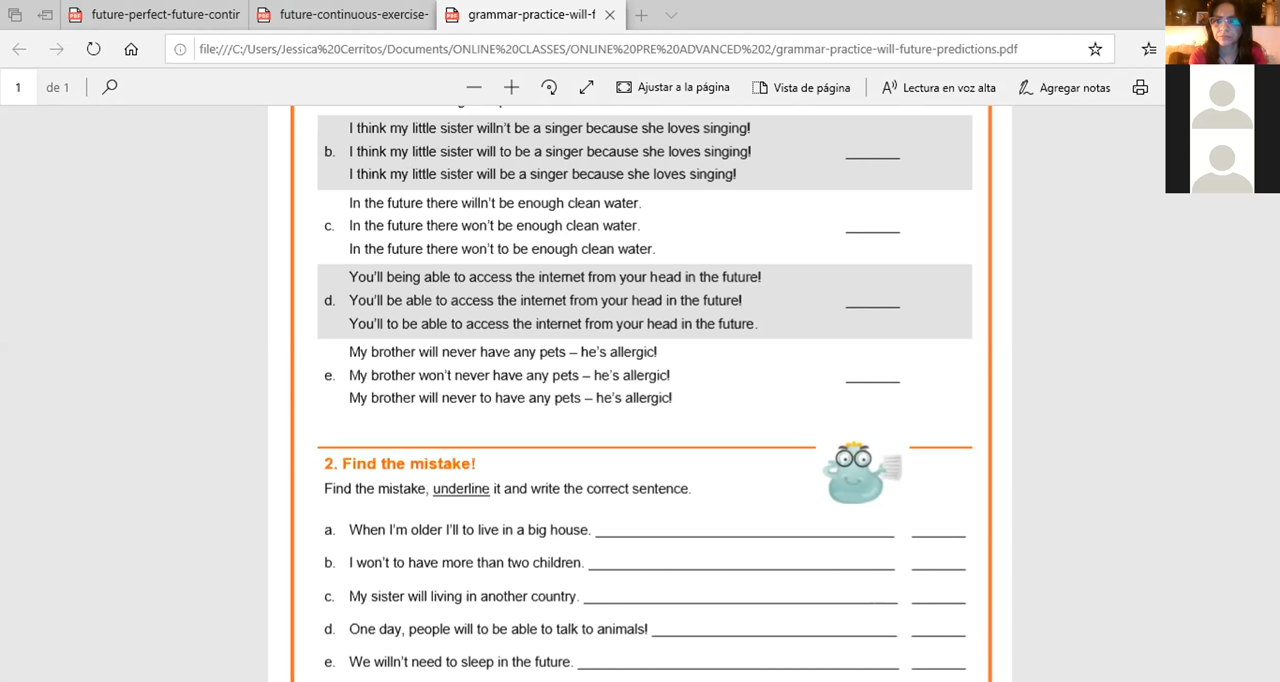 future-perfect-future-contir
future-continuous-exercise-
grammar-practice-will-f
file:///C:/Users/Jessica%20Cerritos/Documents/ONLINE%20CLASSES/ONLINE%20PRE%20ADVANCED%202/grammar-practice-will-future-predictions.pdf
1 de 1
Ajustar a la página
Vista de página
Lectura en voz alta
Agregar notas
I think my little sister willn't be a singer because she loves singing!
b. I think my little sister will to be a singer because she loves singing!
I think my little sister will be a singer because she loves singing!
In the future there willn't be enough clean water.
c. In the future there won't be enough clean water.
In the future there won't to be enough clean water.
You'll being able to access the internet from your head in the future!
d. You'll be able to access the internet from your head in the future!
You'll to be able to access the internet from your head in the future.
My brother will never have any pets – he's allergic!
e. My brother won't never have any pets – he's allergic!
My brother will never to have any pets – he's allergic!
2. Find the mistake!
Find the mistake, underline it and write the correct sentence.
a. When I'm older I'll to live in a big house.
b. I won't to have more than two children.
c. My sister will living in another country.
d. One day, people will to be able to talk to animals!
e. We willn't need to sleep in the future.